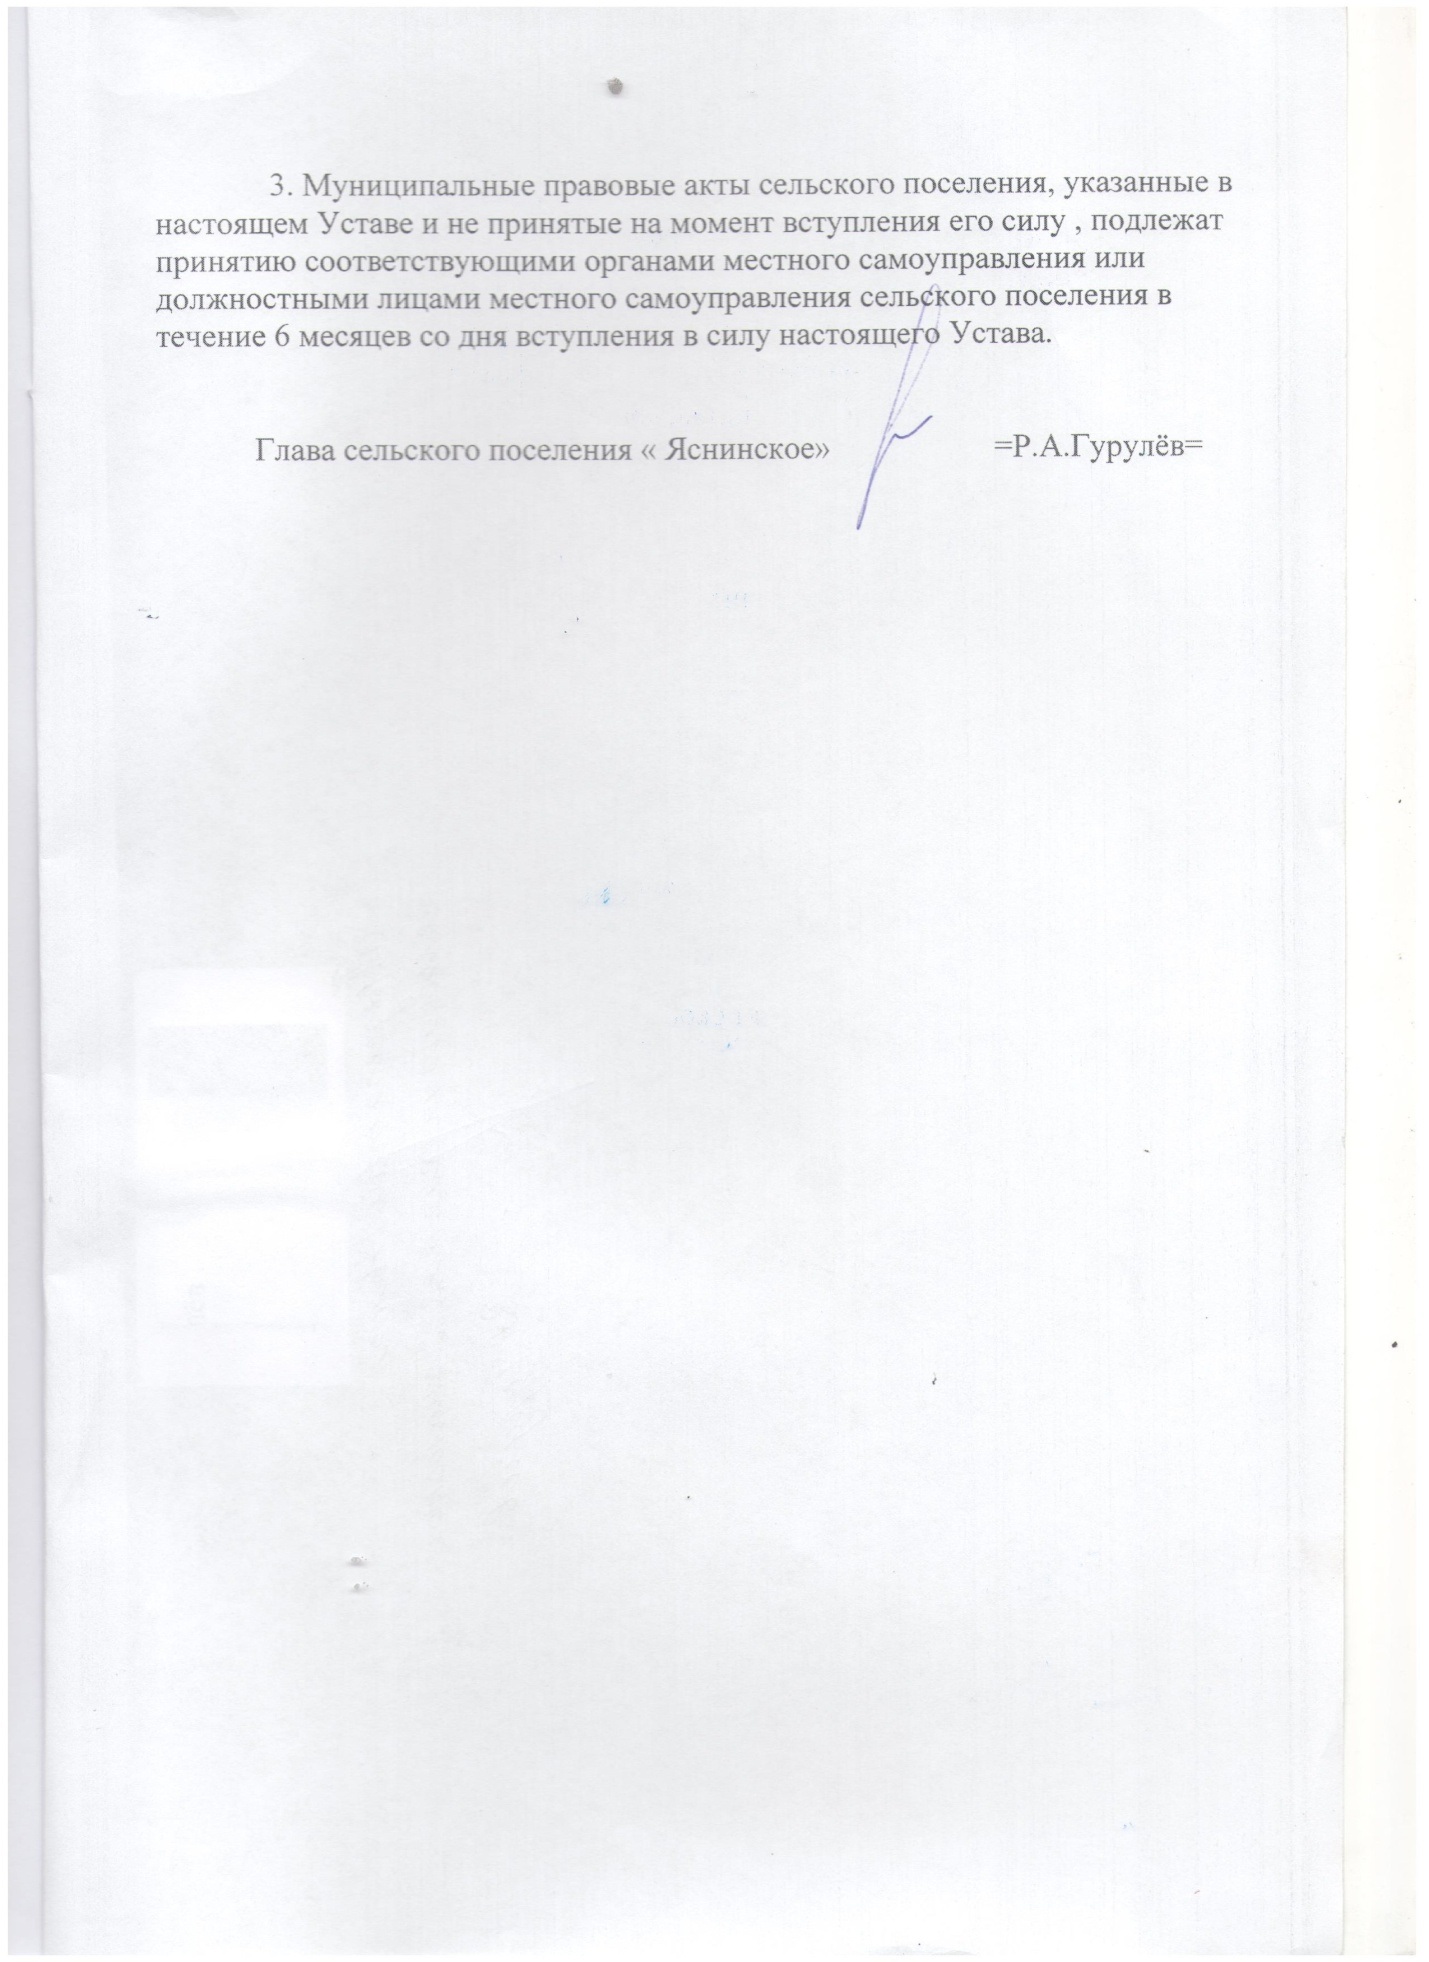 3. Муниципальные правовые акты сельского поселения, указанные в
настоящем Уставе и не принятые на момент вступления его силу , подлежат
принятию соответствующими органами местного самоуправления или
должностными лицами местного самоуправления сельского поселения в
течение 6 месяцев со дня вступления в силу настоящего Устава.
Глава сельского поселения « Яснинское» =Р.А.Гурулёв=